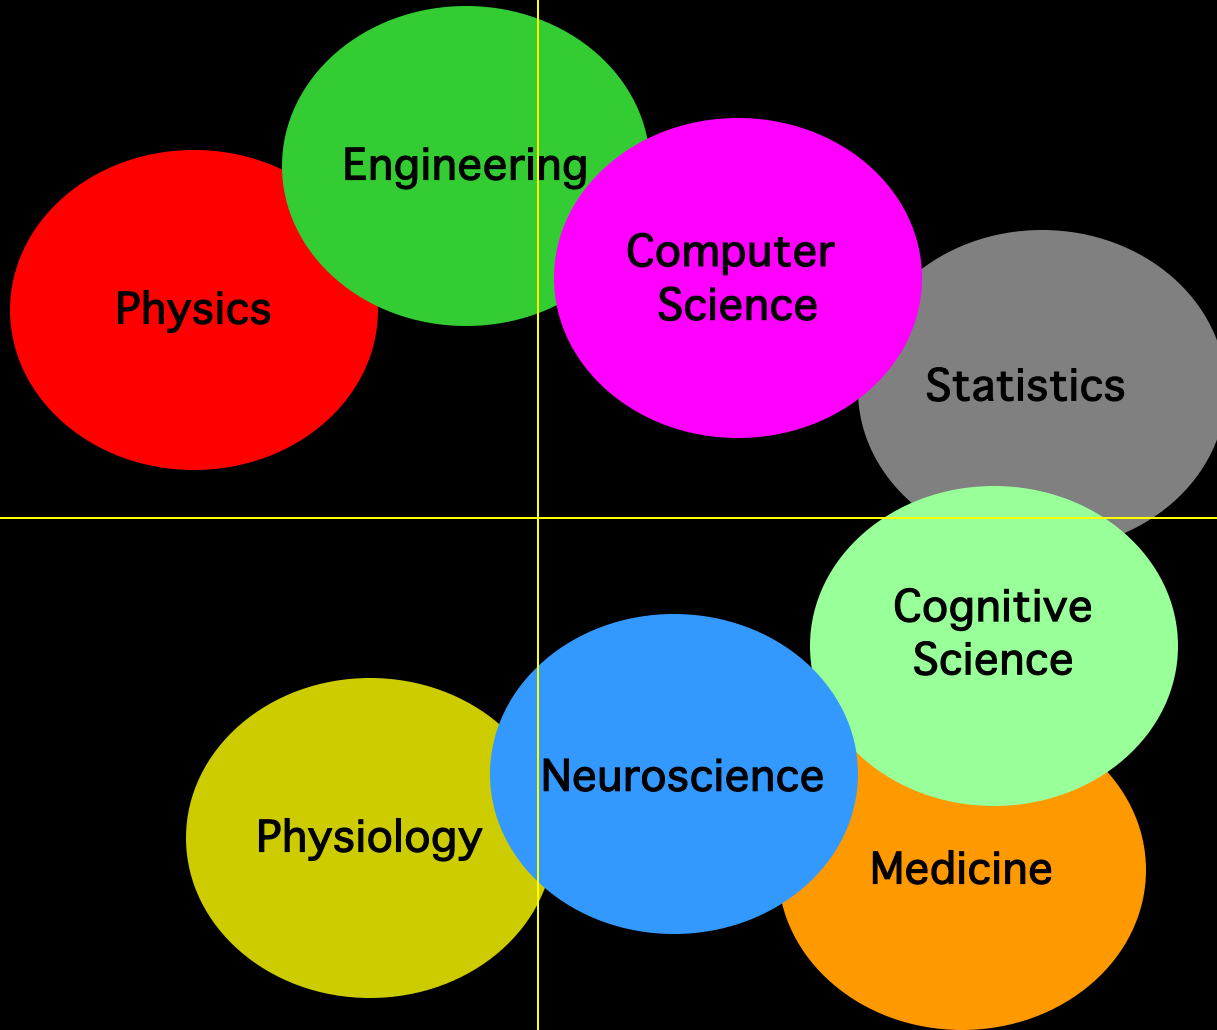 Engineering
Physics
Computer
Science
Statistics
Cognitive
Science
Neuroscience
Physiology
Medicine